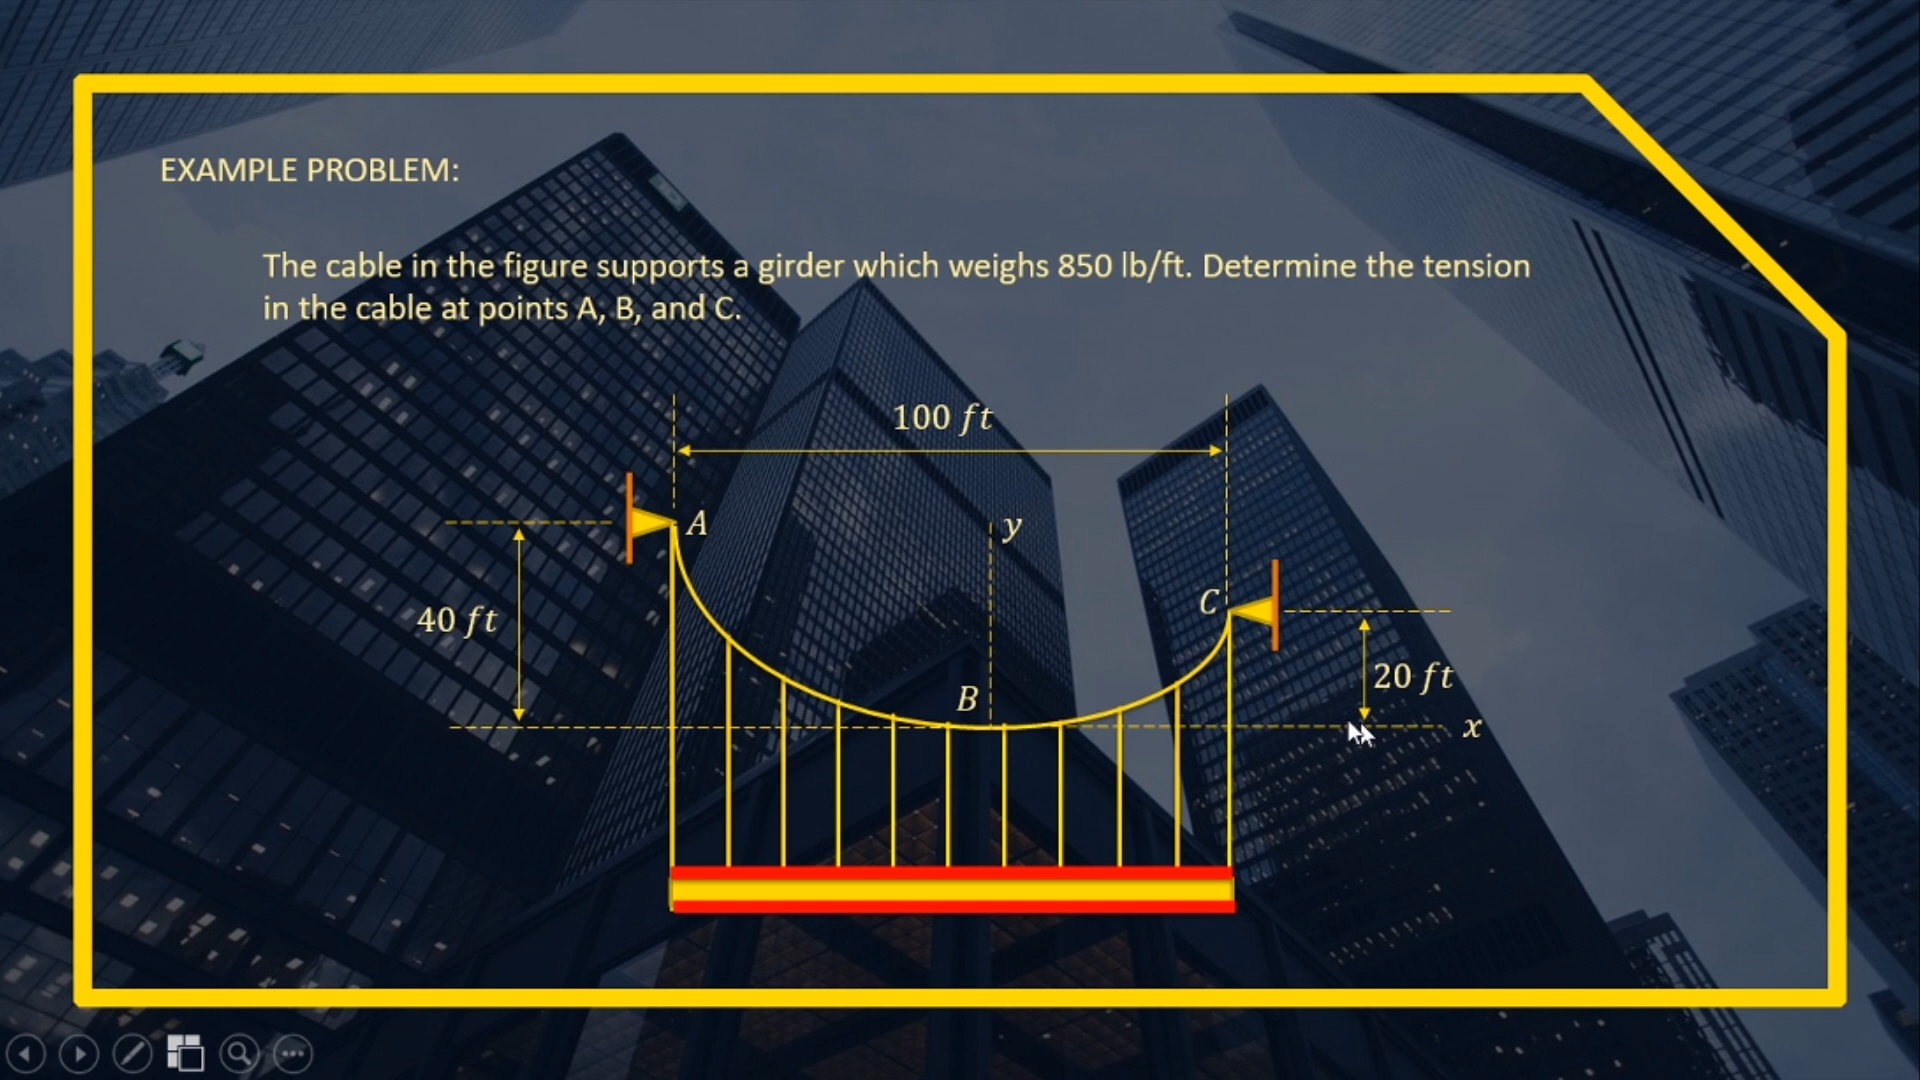 EXAMPLE PROBLEM:
The cable in the figure supports a girder which weighs 850 lb/ft. Determine the tension
in the cable at points A, B, and C.
100 ft
A
y
40 ft
C
B
20 ft
x